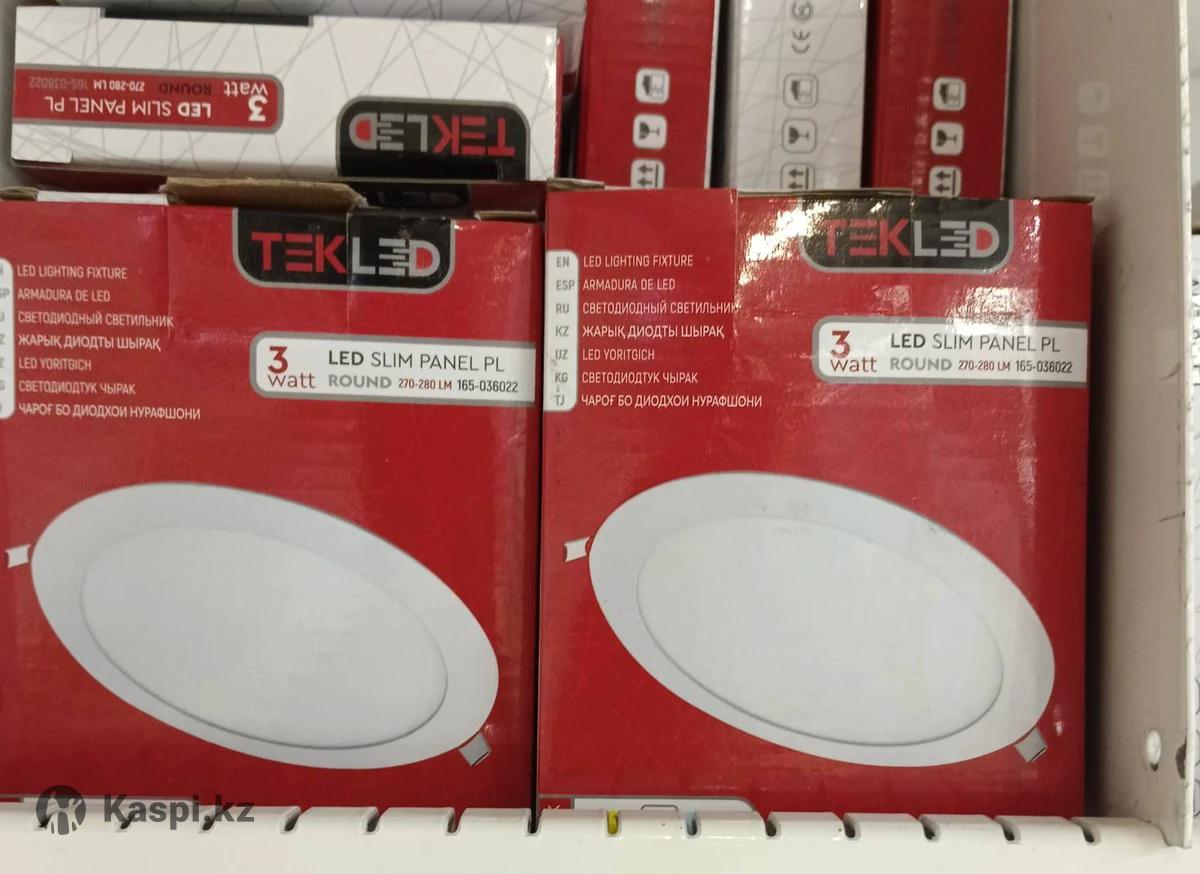 3 Watt
LED SLIM PANEL PL
ROUND 270-280 LM 165-036022
TEKLED
CE
TEKLED
LED LIGHTING FIXTURE
ARMADURA DE LED
СВЕТОДИОДНЫЙ СВЕТИЛЬНИК
ЖАРЫҚ ДИОДТЫ ШЫРАҚ
LED YORITGICH
СВЕТОДИОДТУК ЧЫРАК
ЧАРОҒ БО ДИОДХОИ НУРАФШОНИ
3 watt
LED SLIM PANEL PL
ROUND 270-280 LM 165-036022
TEKLED
EN LED LIGHTING FIXTURE
ESP ARMADURA DE LED
RU СВЕТОДИОДНЫЙ СВЕТИЛЬНИК
KZ ЖАРЫҚ ДИОДТЫ ШЫРАҚ
UZ LED YORITGICH
KG СВЕТОДИОДТУК ЧЫРАК
TJ ЧАРОҒ БО ДИОДХОИ НУРАФШОНИ
3 watt
LED SLIM PANEL PL
ROUND 270-280 LM 165-036022
Kaspi.kz